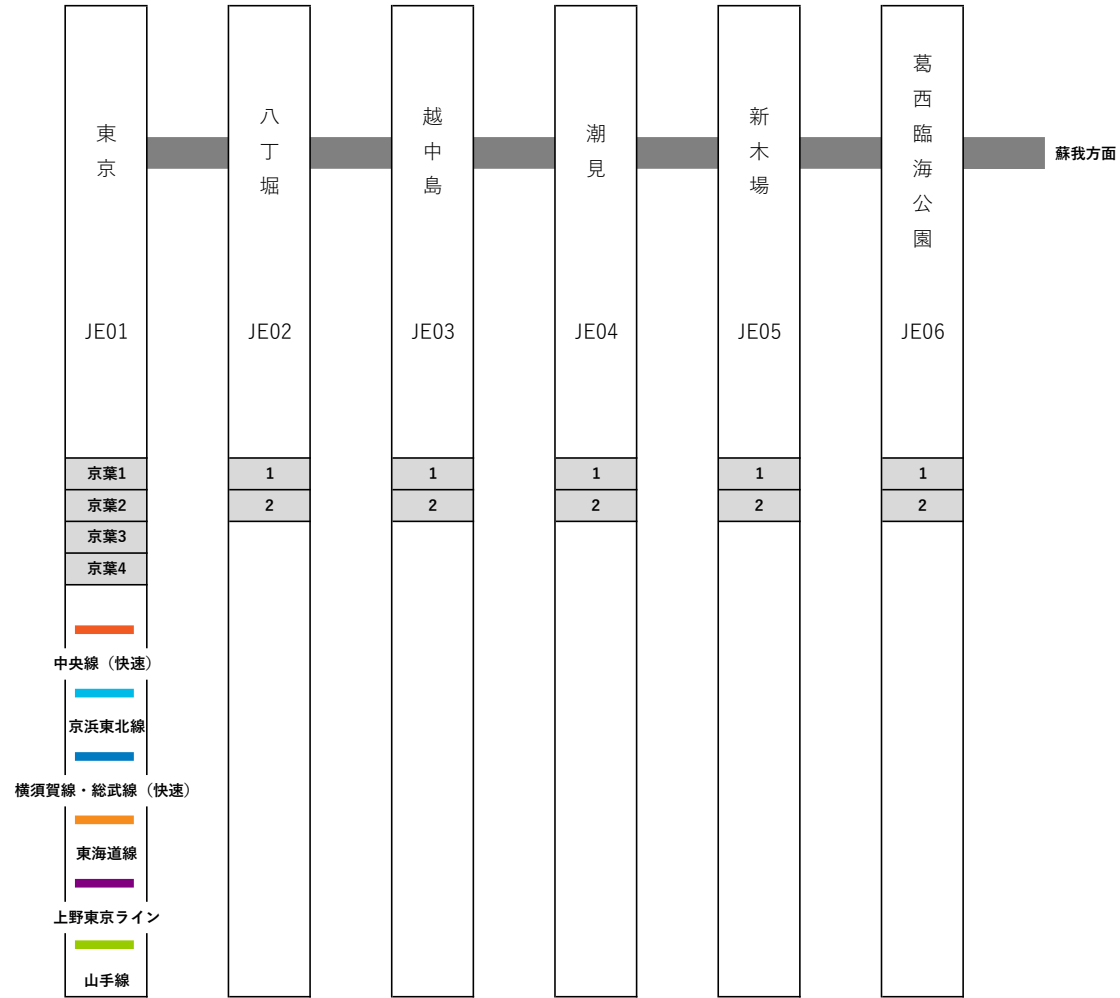 東京
八丁堀
越中島
潮見
新木場
葛西臨海公園
蘇我方面
JE01
JE02
JE03
JE04
JE05
JE06
京葉1
1
1
1
1
1
京葉2
2
2
2
2
2
京葉3
京葉4
中央線（快速）
京浜東北線
横須賀線・総武線（快速）
東海道線
上野東京ライン
山手線